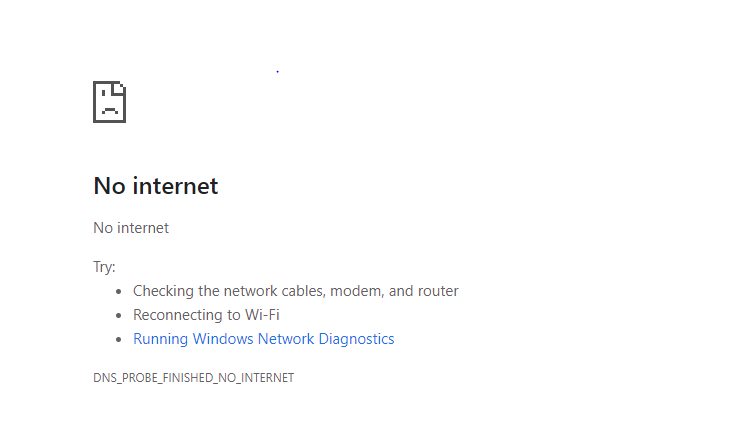 No internet
No internet
Try:
• Checking the network cables, modem, and router
• Reconnecting to Wi-Fi
• Running Windows Network Diagnostics
DNS_PROBE_FINISHED_NO_INTERNET